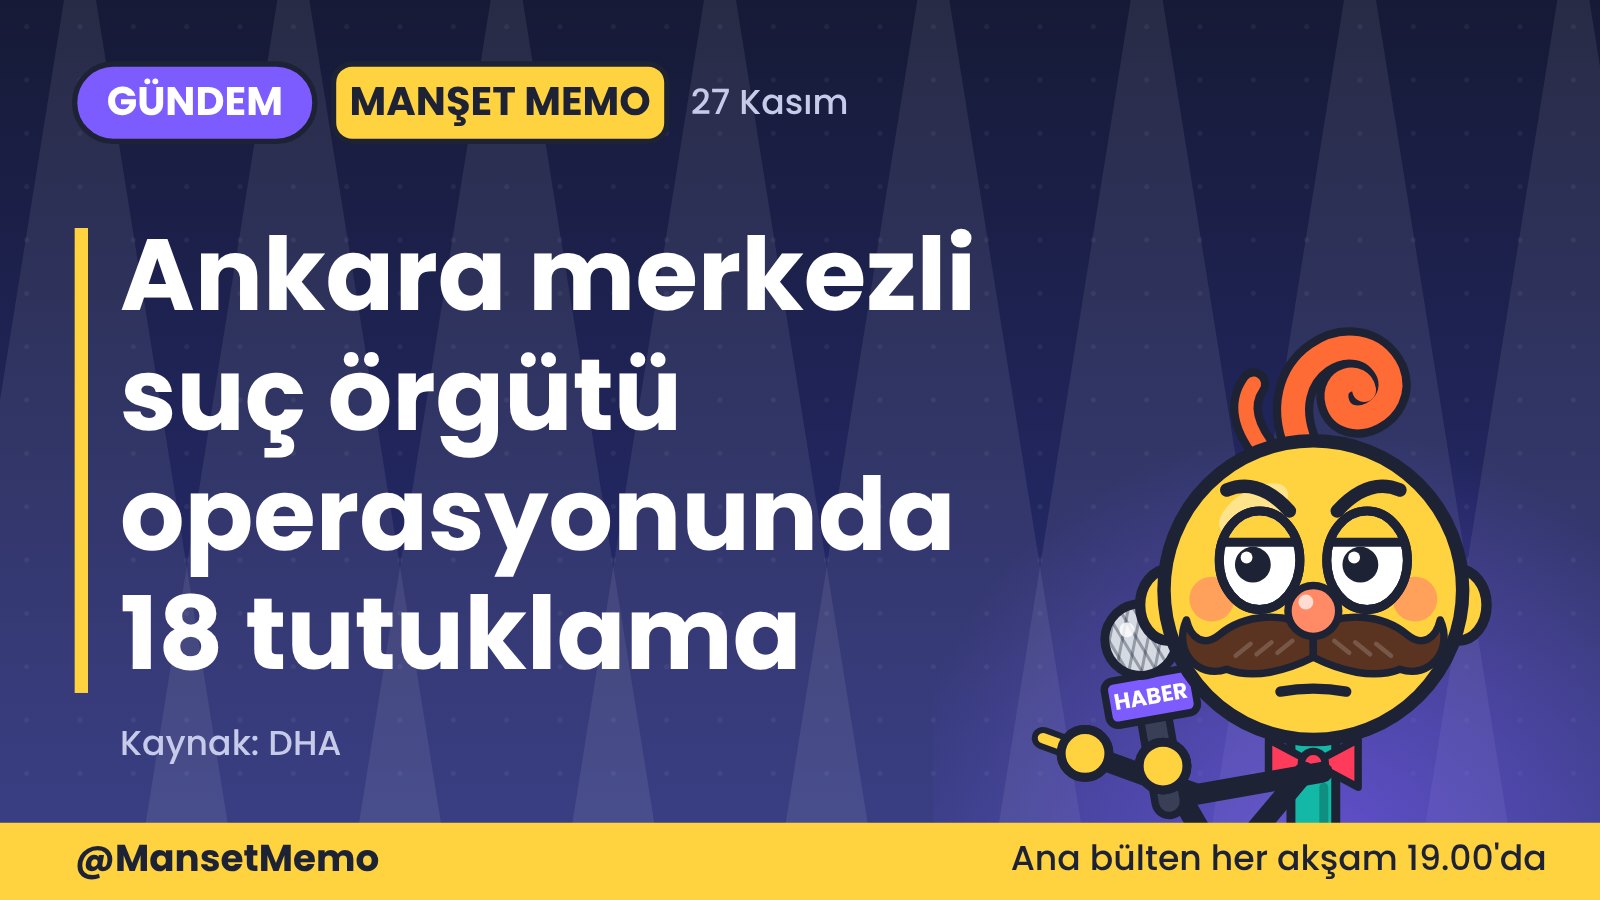 GÜNDEM MANŞET MEMO 27 Kasım
Ankara merkezli
suç örgütü
operasyonunda
18 tutuklama
Kaynak: DHA
HABER
@MansetMemo Ana bülten her akşam 19.00'da